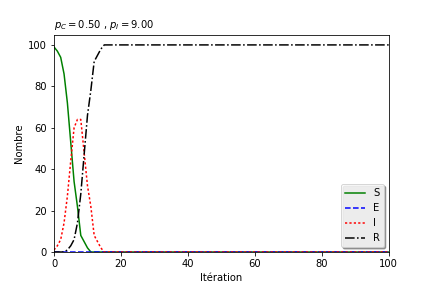 p_C = 0.50 , p_I = 9.00
100
80
60
40
20
0
Nombre
0 20 40 60 80 100
Itération
S
E
I
R